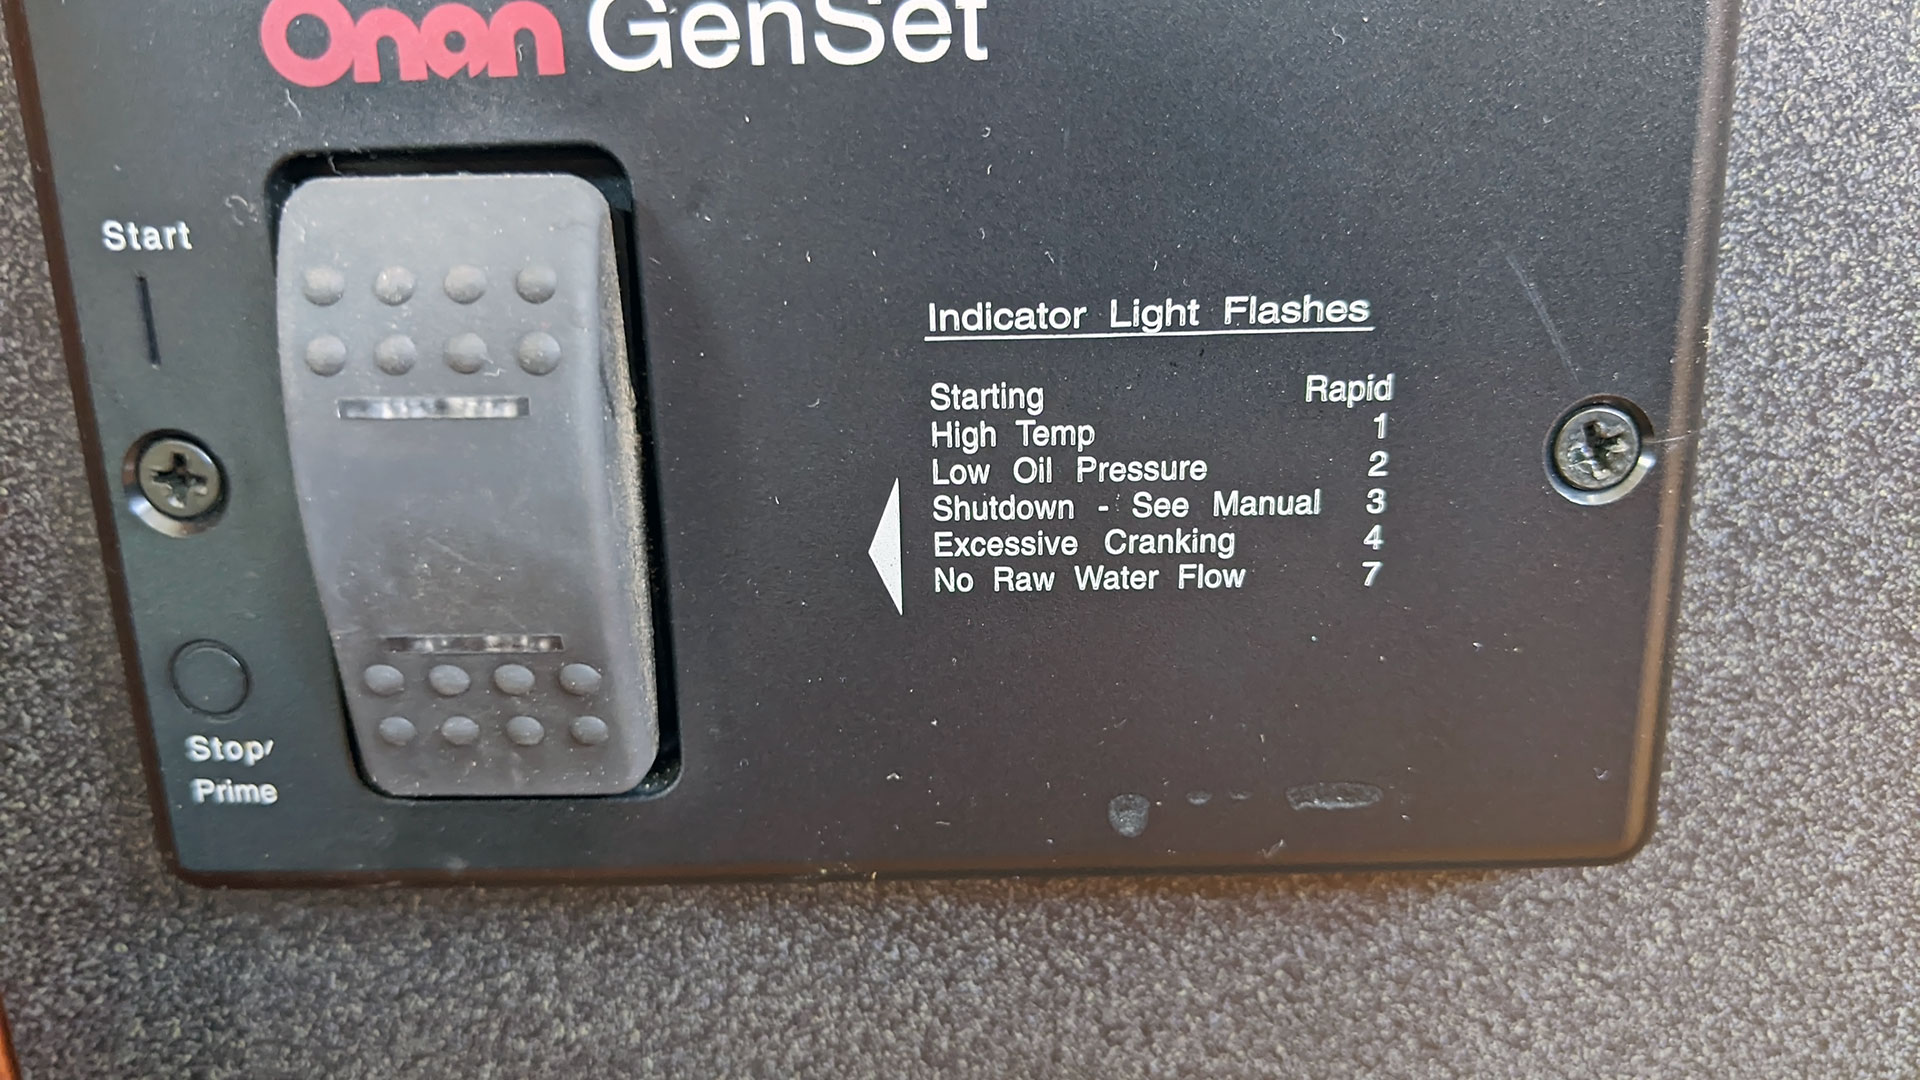 Onan GenSet
Start
Indicator Light Flashes
Starting Rapid
High Temp 1
Low Oil Pressure 2
Shutdown - See Manual 3
Excessive Cranking 4
No Raw Water Flow 7
Stop/
Prime